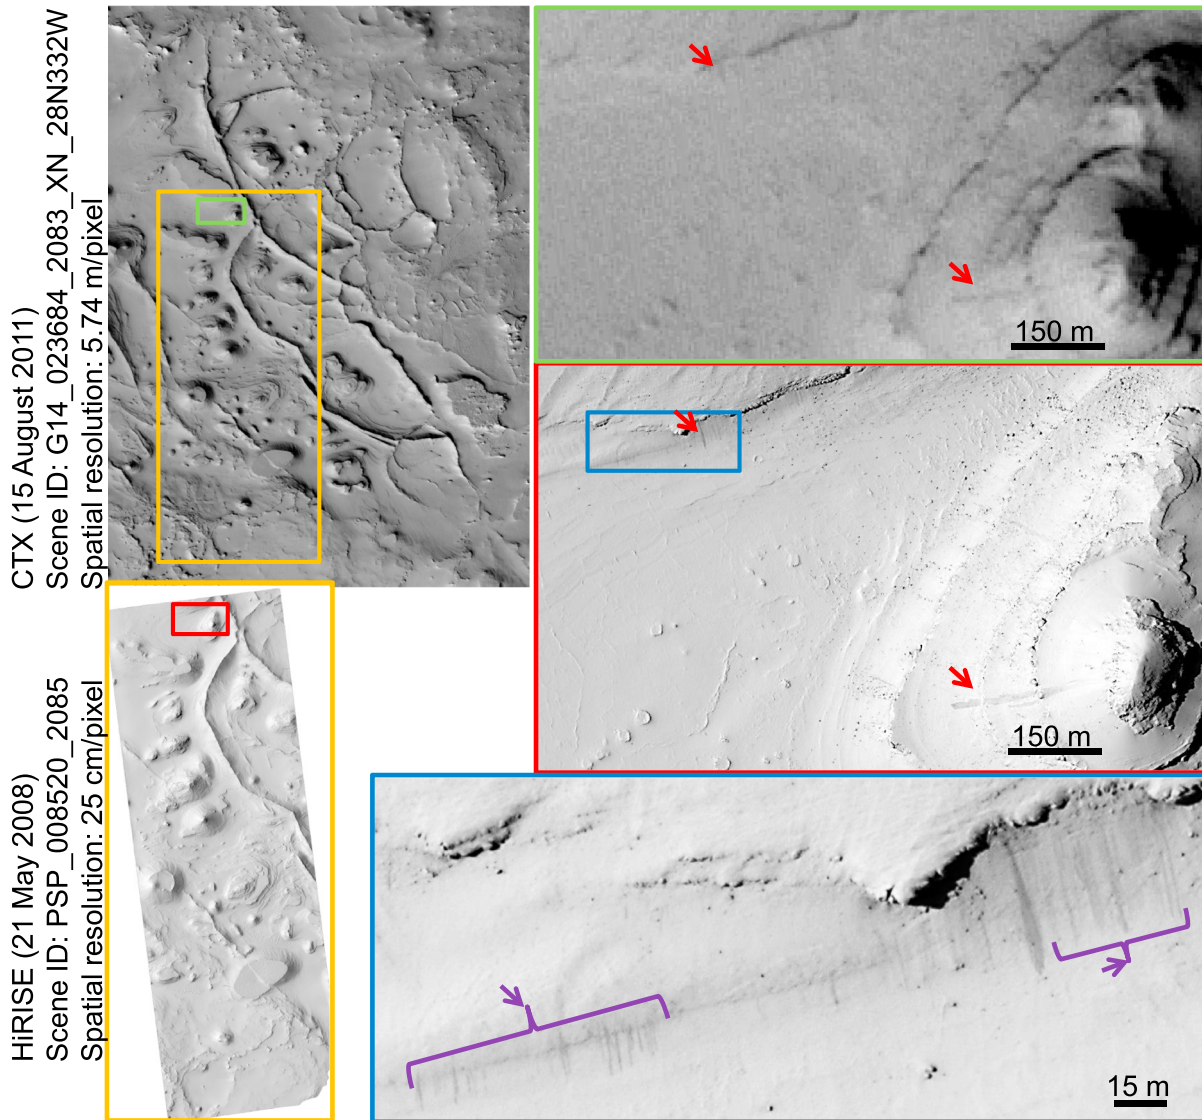 CTX (15 August 2011)
Scene ID: G14_023684_2083_XN_28N332W
Spatial resolution: 5.74 m/pixel
HiRISE (21 May 2008)
Scene ID: PSP_008520_2085
Spatial resolution: 25 cm/pixel
150 m
150 m
15 m